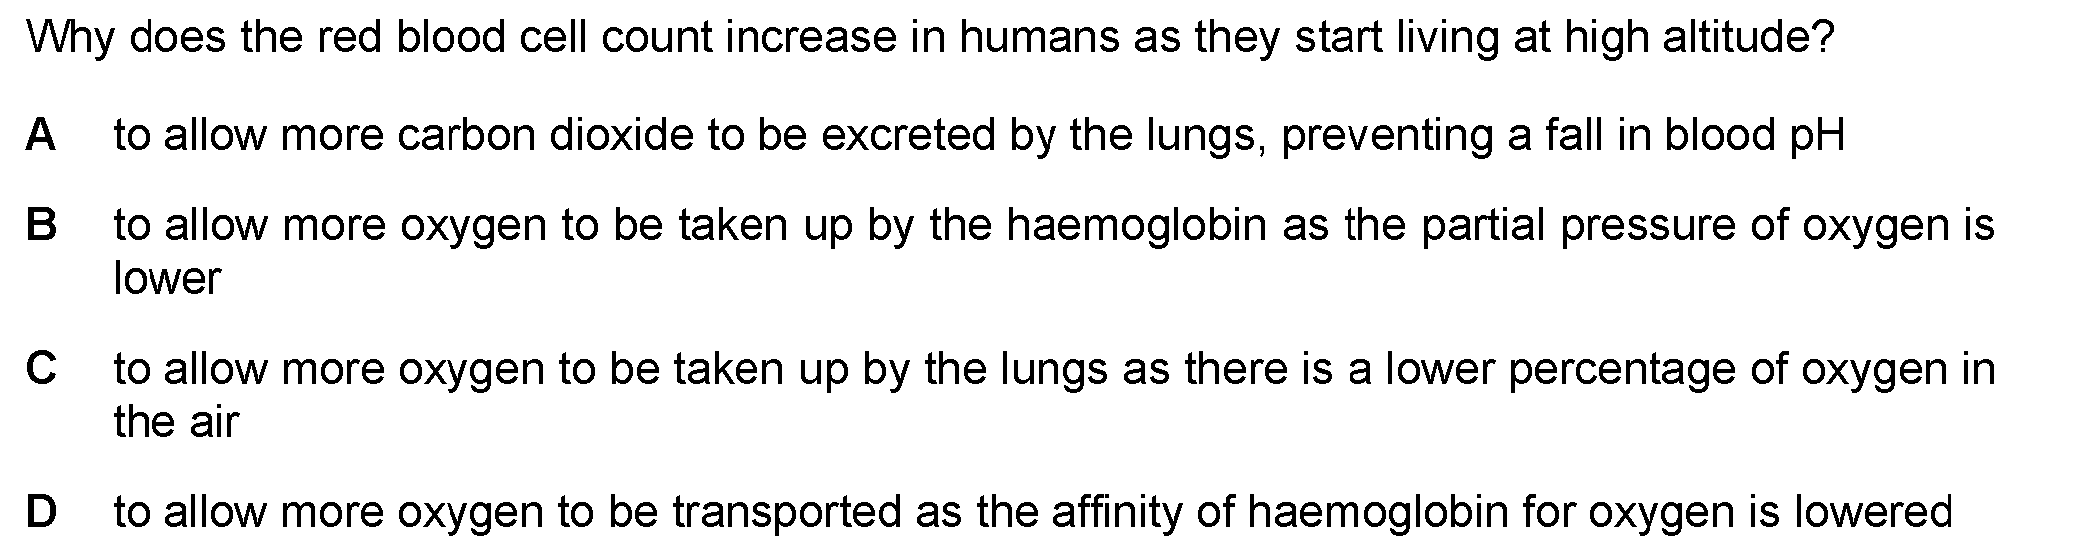 Why does the red blood cell count increase in humans as they start living at high altitude?
A to allow more carbon dioxide to be excreted by the lungs, preventing a fall in blood pH
B to allow more oxygen to be taken up by the haemoglobin as the partial pressure of oxygen is
lower
C to allow more oxygen to be taken up by the lungs as there is a lower percentage of oxygen in
the air
D to allow more oxygen to be transported as the affinity of haemoglobin for oxygen is lowered